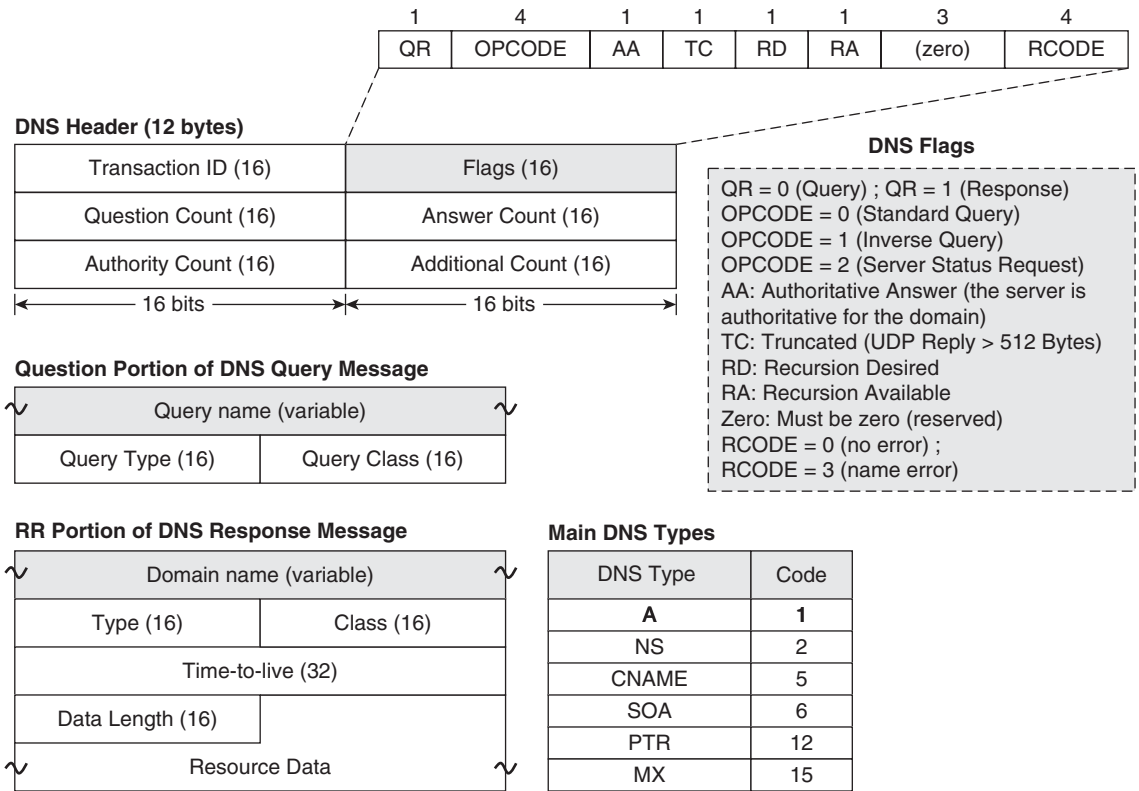 1 4 1 1 1 1 3 4
QR OPCODE AA TC RD RA (zero) RCODE
DNS Header (12 bytes)
Transaction ID (16) Flags (16)
Question Count (16) Answer Count (16)
Authority Count (16) Additional Count (16)
16 bits 16 bits
DNS Flags
QR = 0 (Query) ; QR = 1 (Response)
OPCODE = 0 (Standard Query)
OPCODE = 1 (Inverse Query)
OPCODE = 2 (Server Status Request)
AA: Authoritative Answer (the server is
authoritative for the domain)
TC: Truncated (UDP Reply > 512 Bytes)
RD: Recursion Desired
RA: Recursion Available
Zero: Must be zero (reserved)
RCODE = 0 (no error) ;
RCODE = 3 (name error)
Question Portion of DNS Query Message
Query name (variable)
Query Type (16) Query Class (16)
RR Portion of DNS Response Message
Domain name (variable)
Type (16) Class (16)
Time-to-live (32)
Data Length (16)
Resource Data
Main DNS Types
DNS Type Code
A 1
NS 2
CNAME 5
SOA 6
PTR 12
MX 15